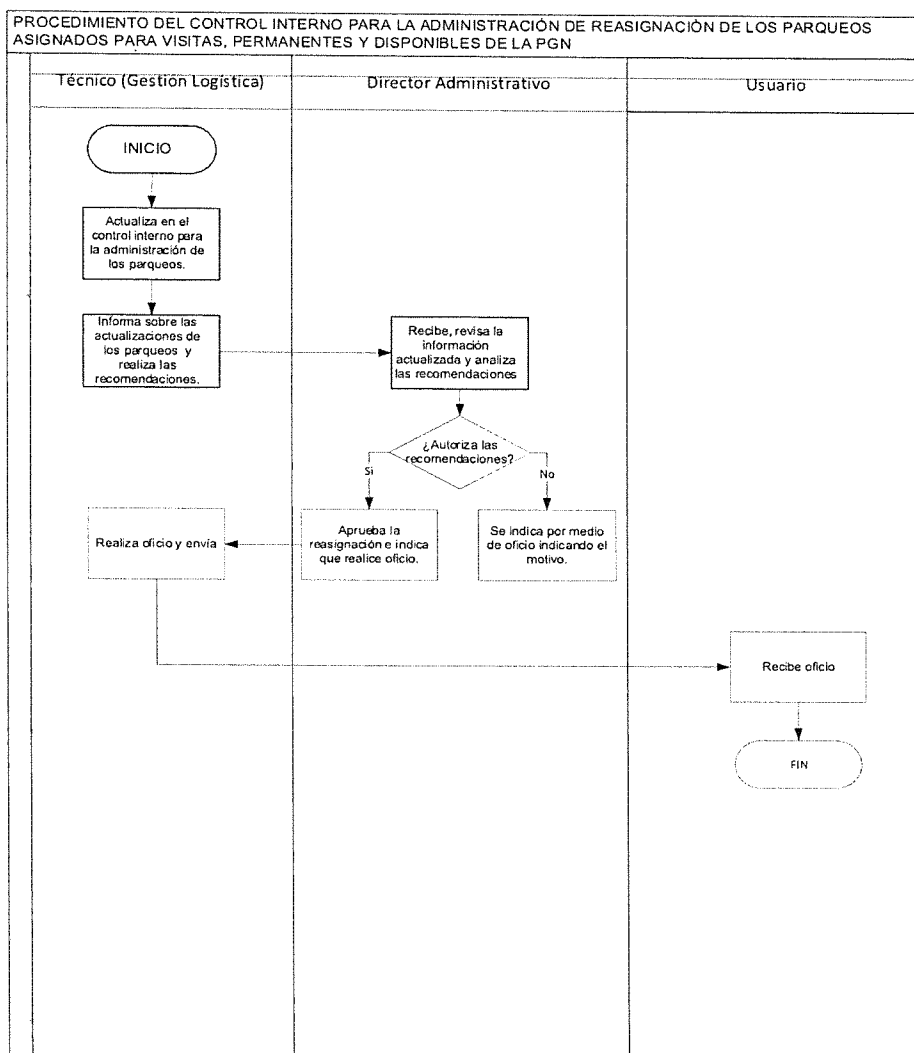 PROCEDIMIENTO DEL CONTROL INTERNO PARA LA ADMINISTRACIÓN DE REASIGNACIÓN DE LOS PARQUEOS
ASIGNADOS PARA VISITAS, PERMANENTES Y DISPONIBLES DE LA PGN
Técnico (Gestión Logística)
Director Administrativo
Usuario
INICIO
Actualiza en el
control interno para
la administración de
los parqueos.
Informa sobre las
actualizaciones de
los parqueos y
realiza las
recomendaciones.
Recibe, revisa la
información
actualizada y analiza
las recomendaciones
¿Autoriza las
recomendaciones?
Si
No
Realiza oficio y envía
Aprueba la
reasignación e indica
que realice oficio.
Se indica por medio
de oficio indicando el
motivo.
Recibe oficio
FIN